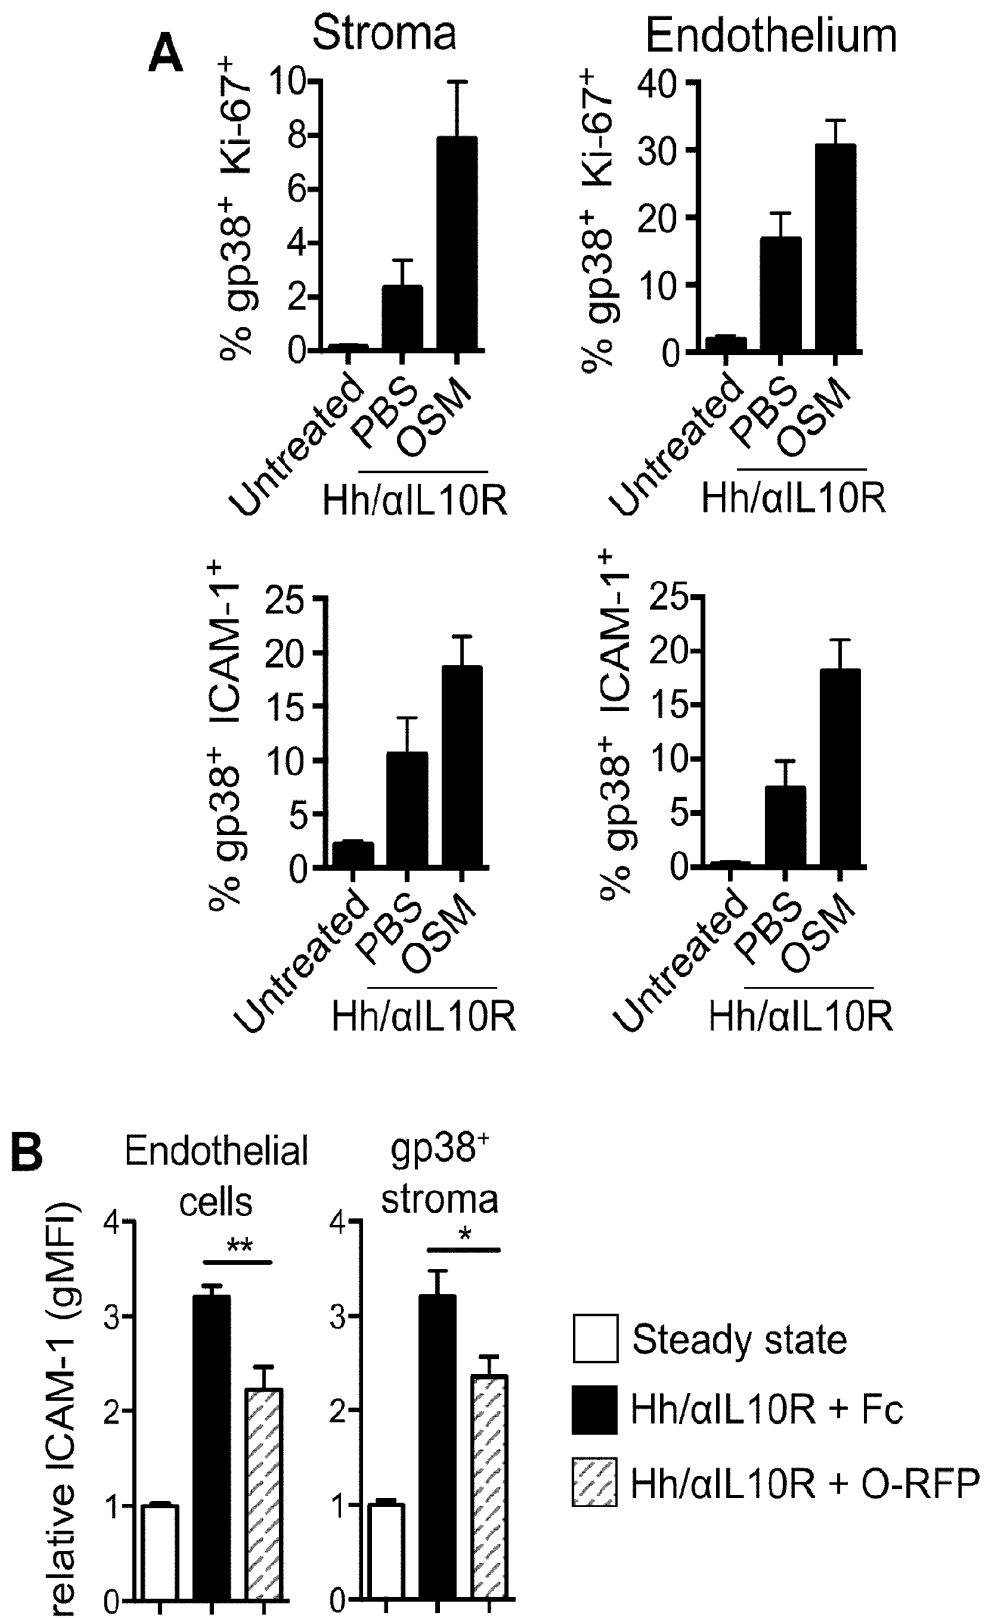 A
Stroma
Endothelium
% gp38+ Ki-67+
10
8
6
4
2
0
Untreated
PBS
OSM
Hh/αIL10R
% gp38+ Ki-67+
40
30
20
10
0
Untreated
PBS
OSM
Hh/αIL10R
% gp38+ ICAM-1+
25
20
15
10
5
0
Untreated
PBS
OSM
Hh/αIL10R
% gp38+ ICAM-1+
25
20
15
10
5
0
Untreated
PBS
OSM
Hh/αIL10R
B
Endothelial
cells
relative ICAM-1 (gMFI)
4
3
2
1
0
**
gp38+
stroma
4
3
2
1
0
*
Steady state
Hh/αIL10R + Fc
Hh/αIL10R + O-RFP